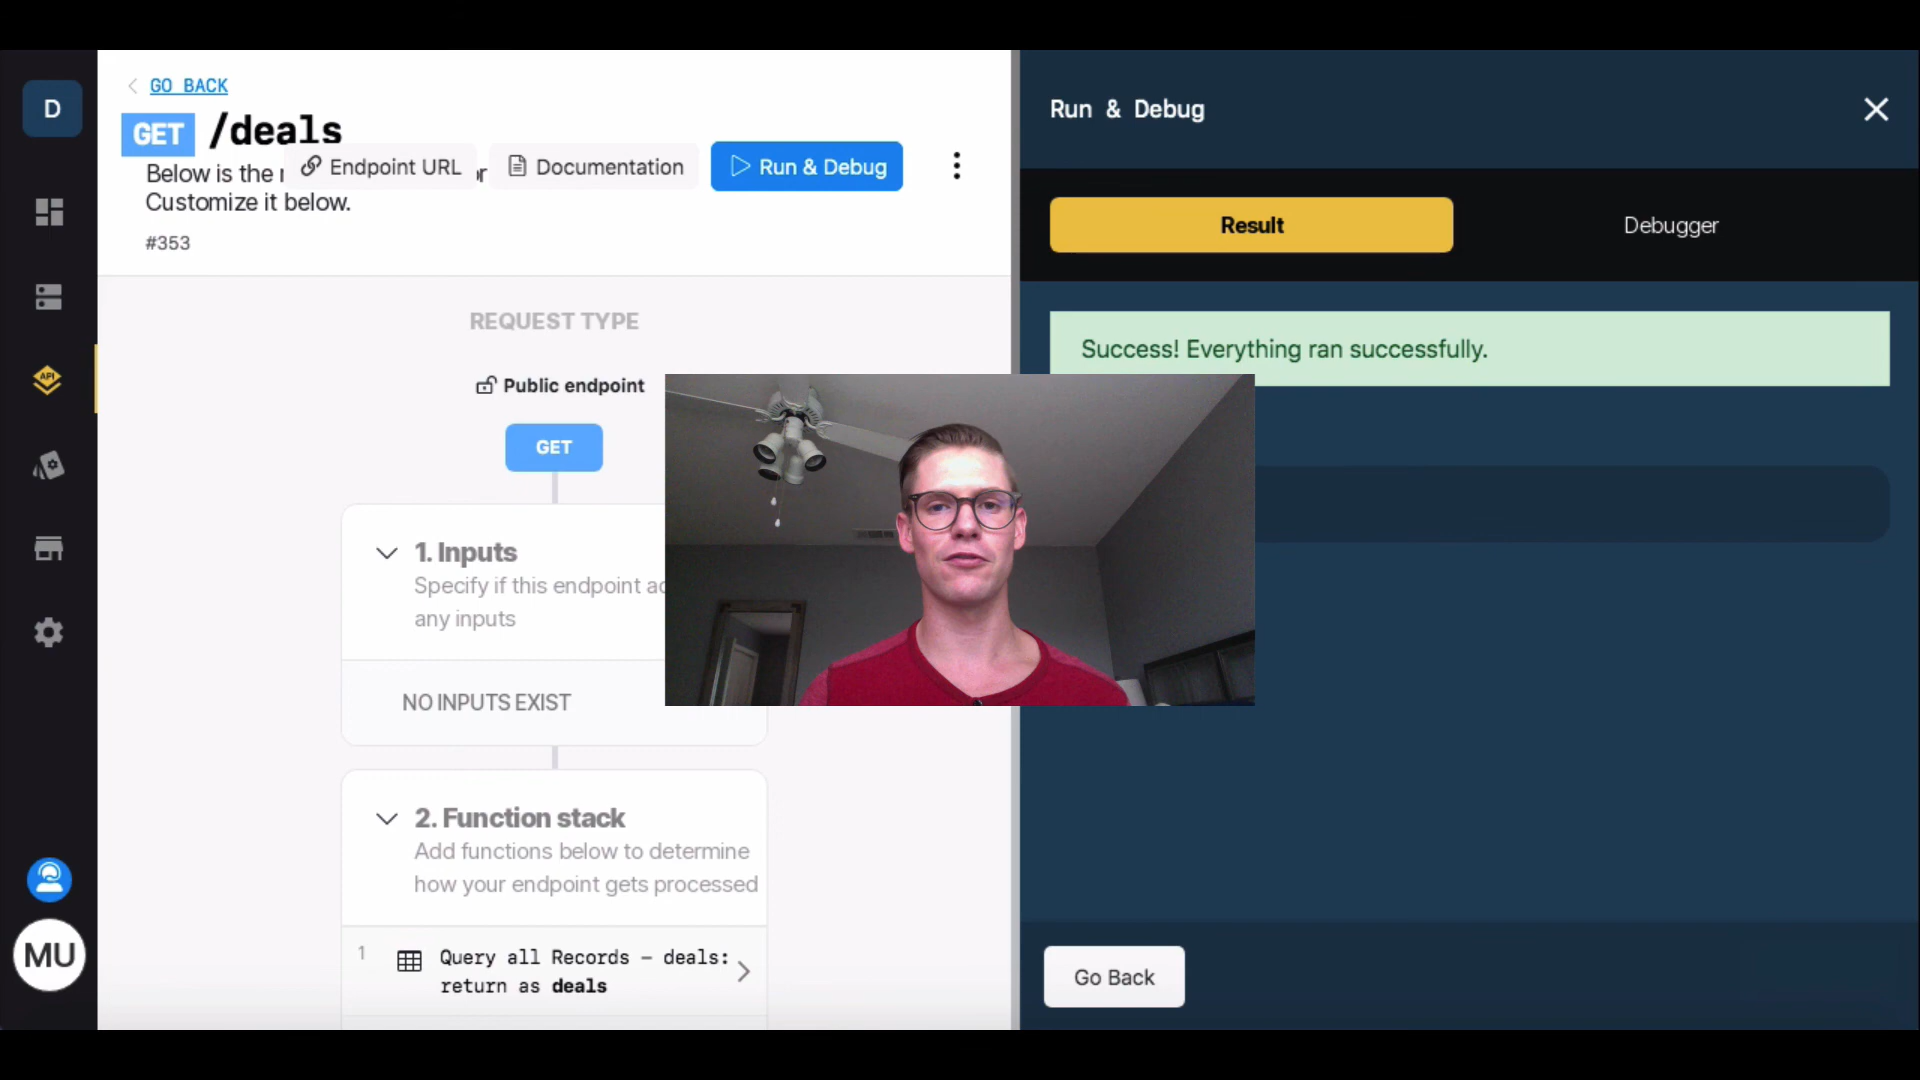 D
GO BACK
GET /deals
Endpoint URL
Documentation
Run & Debug
Below is the
Customize it below.
#353
REQUEST TYPE
Public endpoint
GET
1. Inputs
Specify if this endpoint
any inputs
NO INPUTS EXIST
2. Function stack
Add functions below to determine
how your endpoint gets processed
1
Query all Records – deals:
return as deals
API
MU
Run & Debug
Result
Debugger
Success! Everything ran successfully.
Go Back